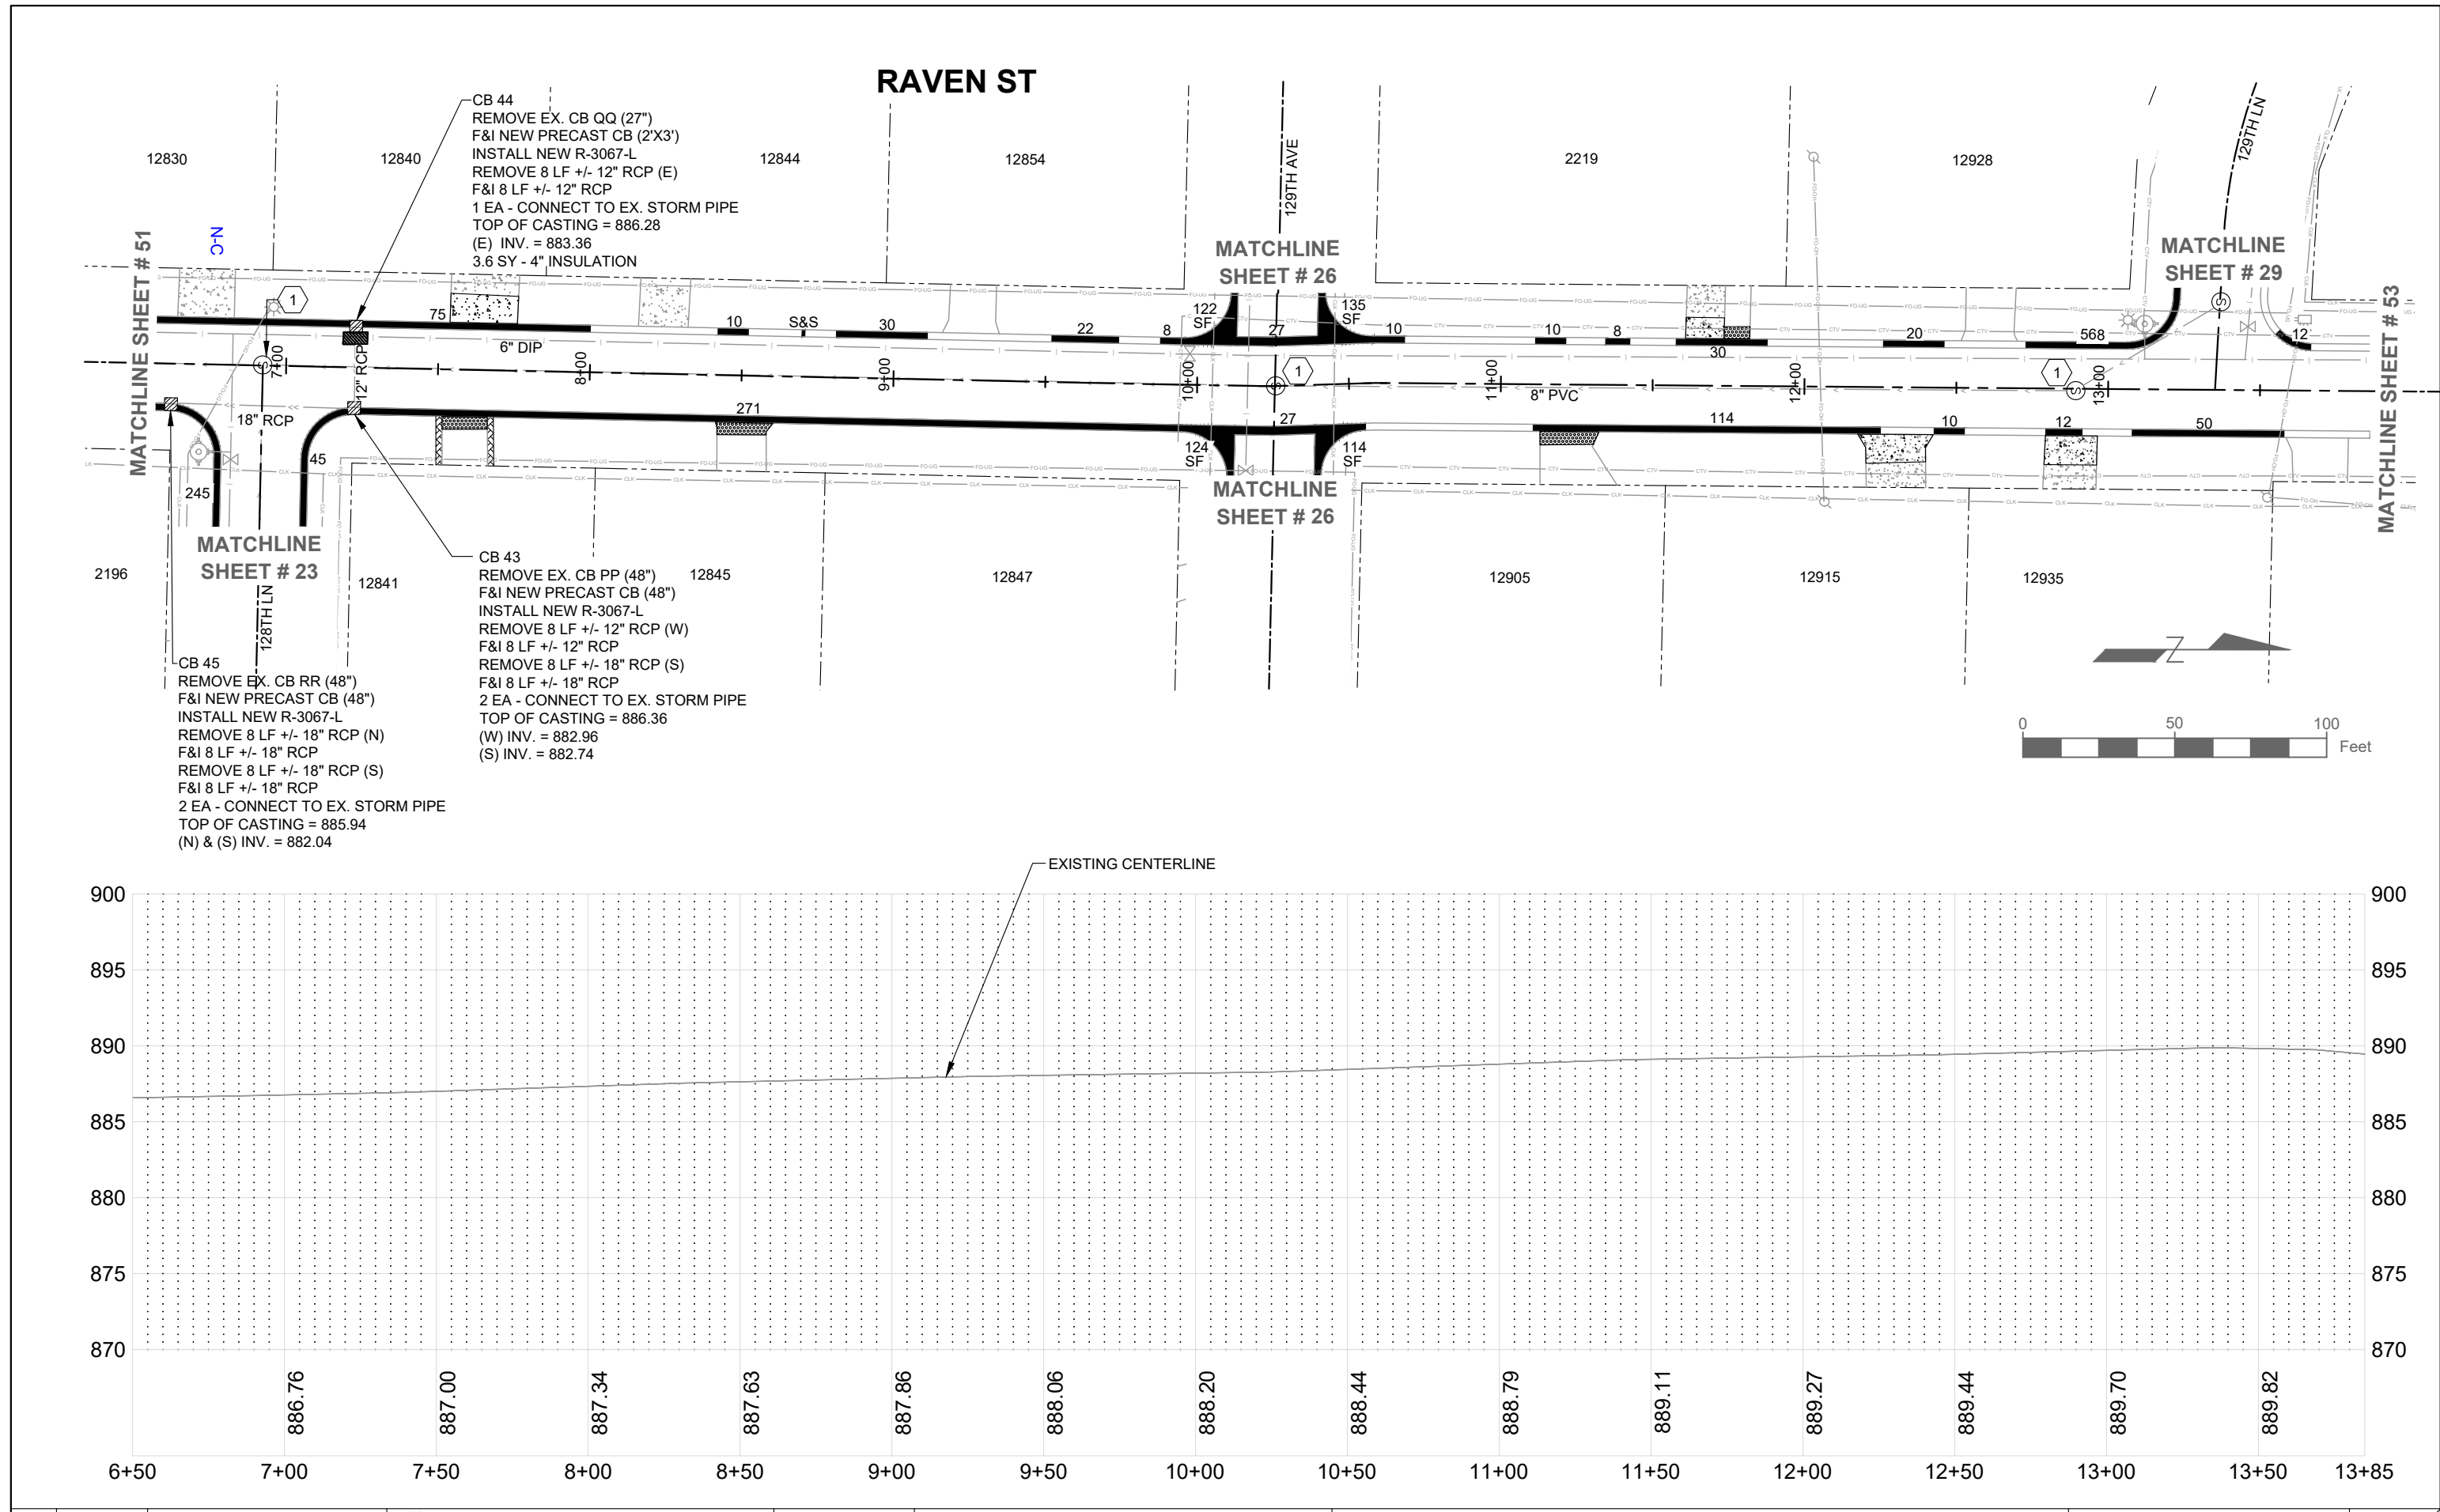 RAVEN ST
CB 44
REMOVE EX. CB QQ (27")
F&I NEW PRECAST CB (2'X3')
INSTALL NEW R-3067-L
REMOVE 8 LF +/- 12" RCP (E)
F&I 8 LF +/- 12" RCP
1 EA - CONNECT TO EX. STORM PIPE
TOP OF CASTING = 886.28
(E) INV. = 883.36
3.6 SY - 4" INSULATION
12830
12840
12844
12854
129TH AVE
2219
12928
129TH LN
N-C
MATCHLINE SHEET # 51
MATCHLINE
SHEET # 26
MATCHLINE
SHEET # 29
MATCHLINE SHEET # 53
1
75
10
S&S
30
22
8
122
SF
27
135
SF
10
10
8
30
20
568
12
6" DIP
12" RCP
7+00
8+00
9+00
10+00
1
11+00
8" PVC
12+00
1
13+00
18" RCP
271
27
114
10
12
50
45
245
124
SF
114
SF
MATCHLINE
SHEET # 23
MATCHLINE
SHEET # 26
2196
128TH LN
12841
12845
12847
12905
12915
12935
CB 43
REMOVE EX. CB PP (48")
F&I NEW PRECAST CB (48")
INSTALL NEW R-3067-L
REMOVE 8 LF +/- 12" RCP (W)
F&I 8 LF +/- 12" RCP
REMOVE 8 LF +/- 18" RCP (S)
F&I 8 LF +/- 18" RCP
2 EA - CONNECT TO EX. STORM PIPE
TOP OF CASTING = 886.36
(W) INV. = 882.96
(S) INV. = 882.74
CB 45
REMOVE EX. CB RR (48")
F&I NEW PRECAST CB (48")
INSTALL NEW R-3067-L
REMOVE 8 LF +/- 18" RCP (N)
F&I 8 LF +/- 18" RCP
REMOVE 8 LF +/- 18" RCP (S)
F&I 8 LF +/- 18" RCP
2 EA - CONNECT TO EX. STORM PIPE
TOP OF CASTING = 885.94
(N) & (S) INV. = 882.04
Z
0 50 100
Feet
EXISTING CENTERLINE
900 900
895 895
890 890
885 885
880 880
875 875
870 870
886.76 887.00 887.34 887.63 887.86 888.06 888.20 888.44 888.79 889.11 889.27 889.44 889.70 889.82
6+50 7+00 7+50 8+00 8+50 9+00 9+50 10+00 10+50 11+00 11+50 12+00 12+50 13+00 13+50 13+85